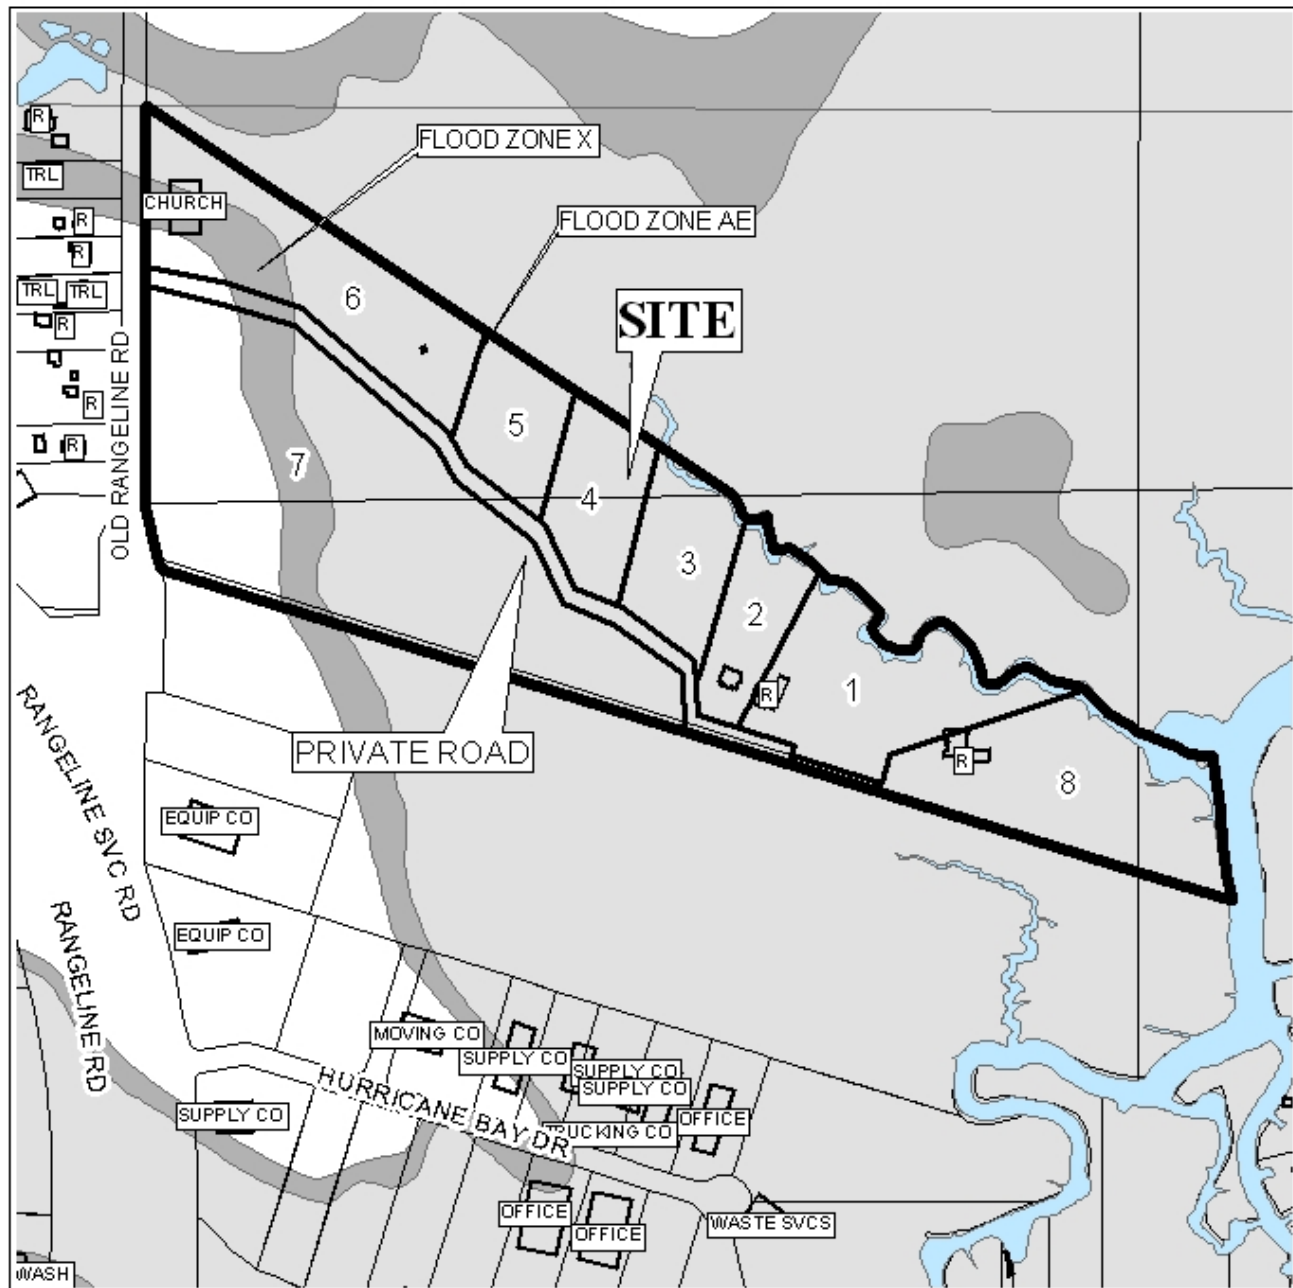 R
FLOOD ZONE X
TRL
CHURCH
R
FLOOD ZONE AE
R
6
TRL
TRL
SITE
R
OLD RANGELINE RD
R
5
R
7
4
3
2
R
1
RANGELINE SVC RD
PRIVATE ROAD
R
8
EQUIP CO
EQUIP CO
RANGELINE RD
MOVING CO
SUPPLY CO
SUPPLY CO
SUPPLY CO
HURRICANE BAY DR
SUPPLY CO
TRUCKING CO
OFFICE
OFFICE
OFFICE
WASTE SVCS
WASH